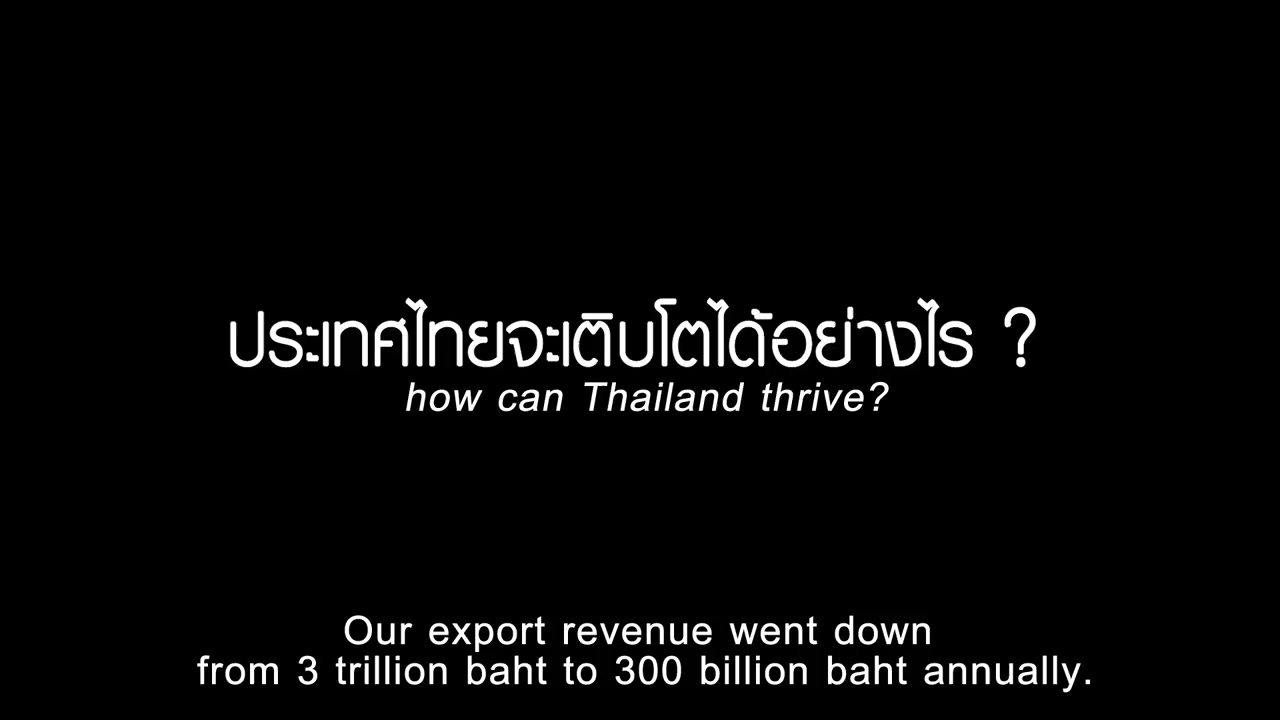 ประเทศไทยจะเติบโตได้อย่างไร ?
how can Thailand thrive?
Our export revenue went down
from 3 trillion baht to 300 billion baht annually.